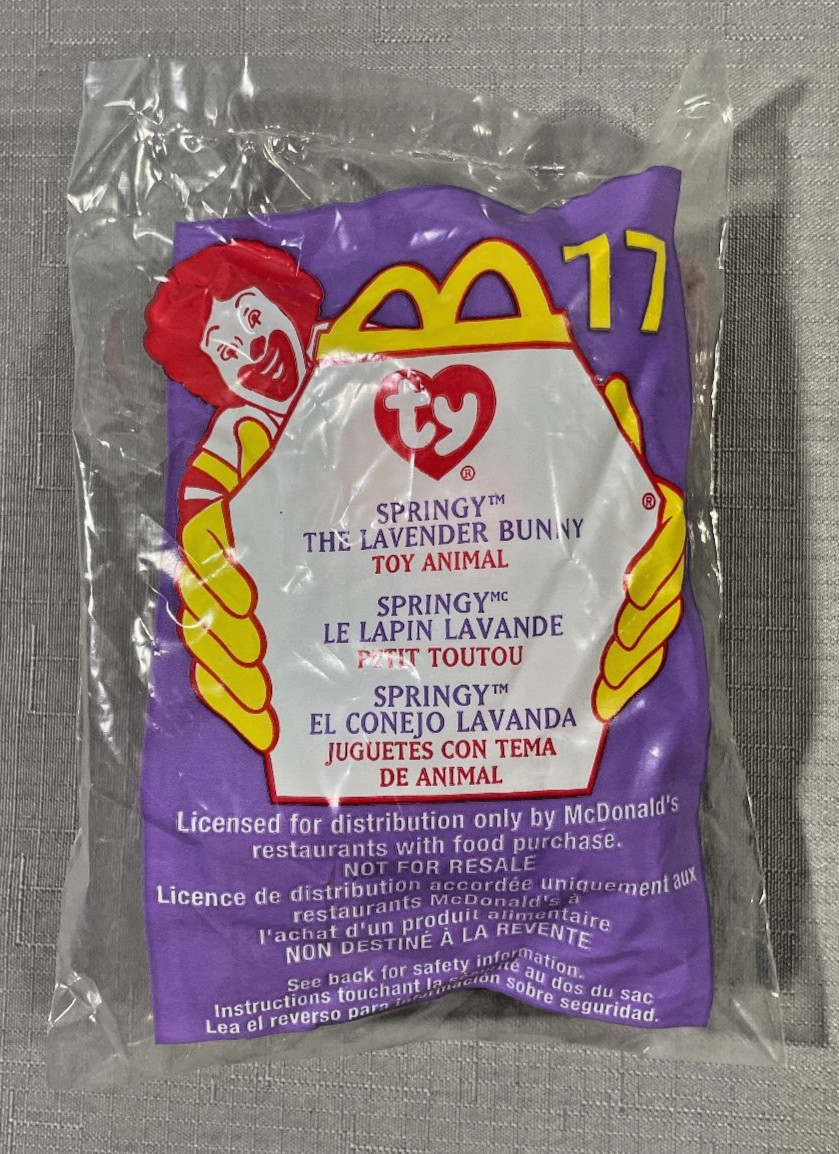 17
ty
®
SPRINGY™
THE LAVENDER BUNNY
TOY ANIMAL
®
SPRINGYMC
LE LAPIN LAVANDE
PETIT TOUTOU
SPRINGY™
EL CONEJO LAVANDA
JUGUETES CON TEMA
DE ANIMAL
Licensed for distribution only by McDonald's
restaurants with food purchase.
NOT FOR RESALE
Licence de distribution accordée uniquement aux
restaurants McDonald's à
l'achat d'un produit alimentaire
NON DESTINÉ À LA REVENTE
See back for safety information.
Instructions touchant la sécurité au dos du sac
Lea el reverso para información sobre seguridad.